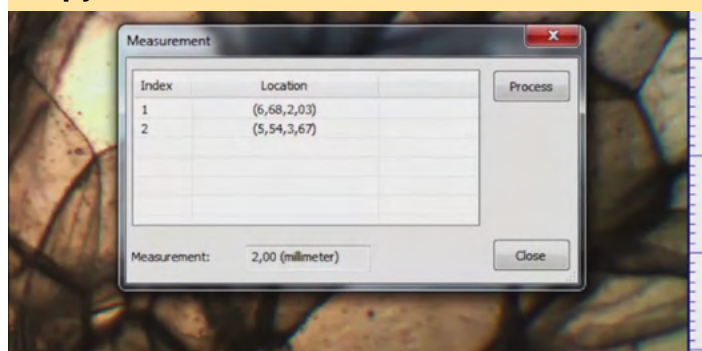 Measurement
Index Location
Process
1 (6,68,2,03)
2 (5,54,3,67)
Measurement: 2,00 (millimeter)
Close